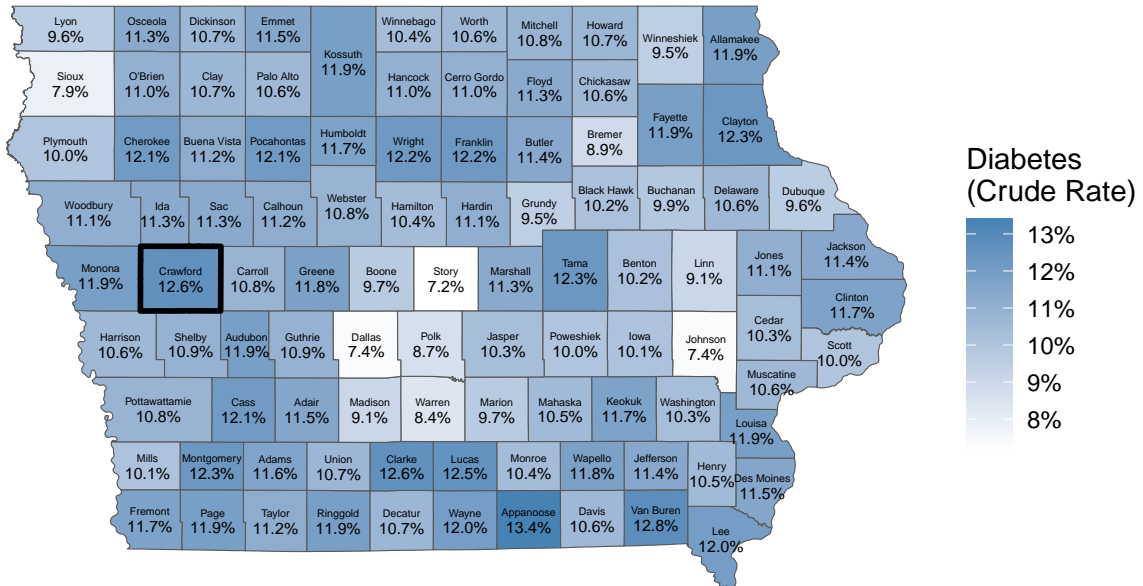 Lyon Osceola Dickinson Emmet Winnebago Worth Mitchell Howard
9.6% 11.3% 10.7% 11.5% 10.4% 10.6% 10.8% 10.7%
Winneshiek Allamakee
9.5% 11.9%
Kossuth
11.9%
Sioux O'Brien Clay Palo Alto Hancock Cerro Gordo Floyd Chickasaw
7.9% 11.0% 10.7% 10.6% 11.0% 11.0% 11.3% 10.6%
Fayette Clayton
11.9% 12.3%
Plymouth Cherokee Buena Vista Pocahontas Humboldt Wright Franklin Butler Bremer
10.0% 12.1% 11.2% 12.1% 11.7% 12.2% 12.2% 11.4% 8.9%
Woodbury Ida Sac Calhoun Webster Hamilton Hardin Grundy Black Hawk Buchanan Delaware Dubuque
11.1% 11.3% 11.3% 11.2% 10.8% 10.4% 11.1% 9.5% 10.2% 9.9% 10.6% 9.6%
Monona Crawford Carroll Greene Boone Story Marshall Tama Benton Linn Jones Jackson
11.9% 12.6% 10.8% 11.8% 9.7% 7.2% 11.3% 12.3% 10.2% 9.1% 11.1% 11.4%
Clinton
11.7%
Harrison Shelby Audubon Guthrie Dallas Polk Jasper Poweshiek Iowa Johnson Cedar Scott
10.6% 10.9% 11.9% 10.9% 7.4% 8.7% 10.3% 10.0% 10.1% 7.4% 10.3% 10.0%
Muscatine
10.6%
Pottawattamie Cass Adair Madison Warren Marion Mahaska Keokuk Washington
10.8% 12.1% 11.5% 9.1% 8.4% 9.7% 10.5% 11.7% 10.3%
Louisa
11.9%
Mills Montgomery Adams Union Clarke Lucas Monroe Wapello Jefferson Henry Des Moines
10.1% 12.3% 11.6% 10.7% 12.6% 12.5% 10.4% 11.8% 11.4% 10.5% 11.5%
Fremont Page Taylor Ringgold Decatur Wayne Appanoose Davis Van Buren Lee
11.7% 11.9% 11.2% 11.9% 10.7% 12.0% 13.4% 10.6% 12.8% 12.0%
Diabetes
(Crude Rate)
13%
12%
11%
10%
9%
8%